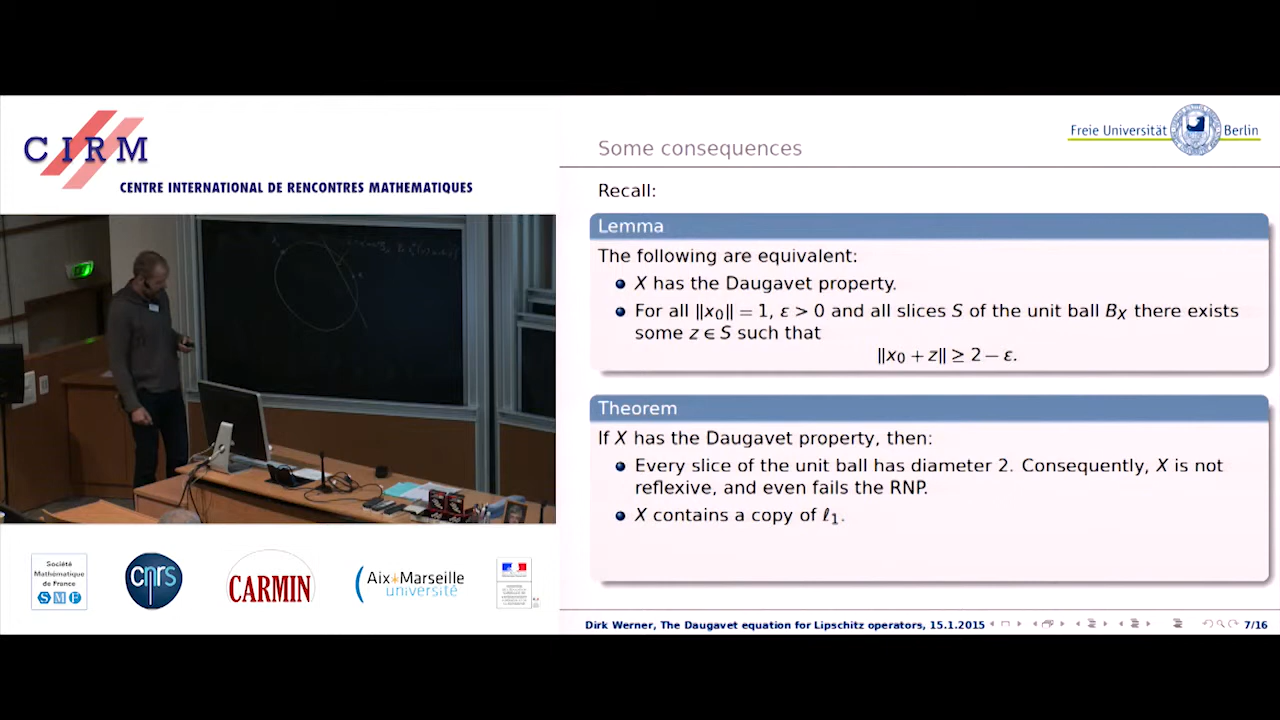 CIRM
CENTRE INTERNATIONAL DE RENCONTRES MATHEMATIQUES
Freie Universität Berlin
Some consequences
Recall:
Lemma
The following are equivalent:
X has the Daugavet property.
For all ‖x₀‖ = 1, ε > 0 and all slices S of the unit ball B_X there exists
some z ∈ S such that
‖x₀ + z‖ ≥ 2 − ε.
Theorem
If X has the Daugavet property, then:
Every slice of the unit ball has diameter 2. Consequently, X is not
reflexive, and even fails the RNP.
X contains a copy of ℓ₁.
Société
Mathématique
de France
SMF
cnrs
CARMIN
Aix*Marseille
université
Dirk Werner, The Daugavet equation for Lipschitz operators, 15.1.2015
7/16